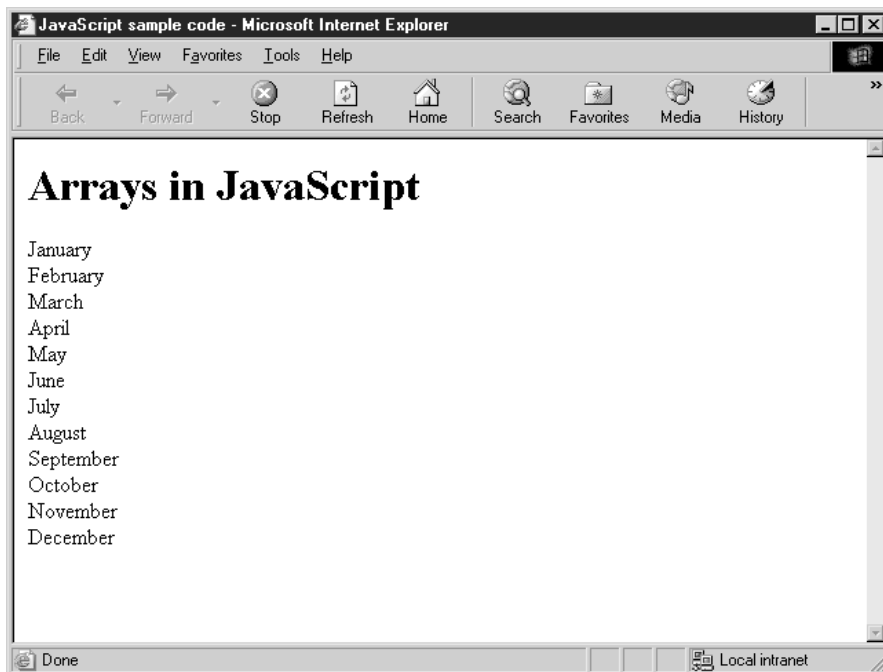 JavaScript sample code - Microsoft Internet Explorer
File Edit View Favorites Tools Help
Back Forward Stop Refresh Home Search Favorites Media History »
Arrays in JavaScript
January
February
March
April
May
June
July
August
September
October
November
December
Done Local intranet